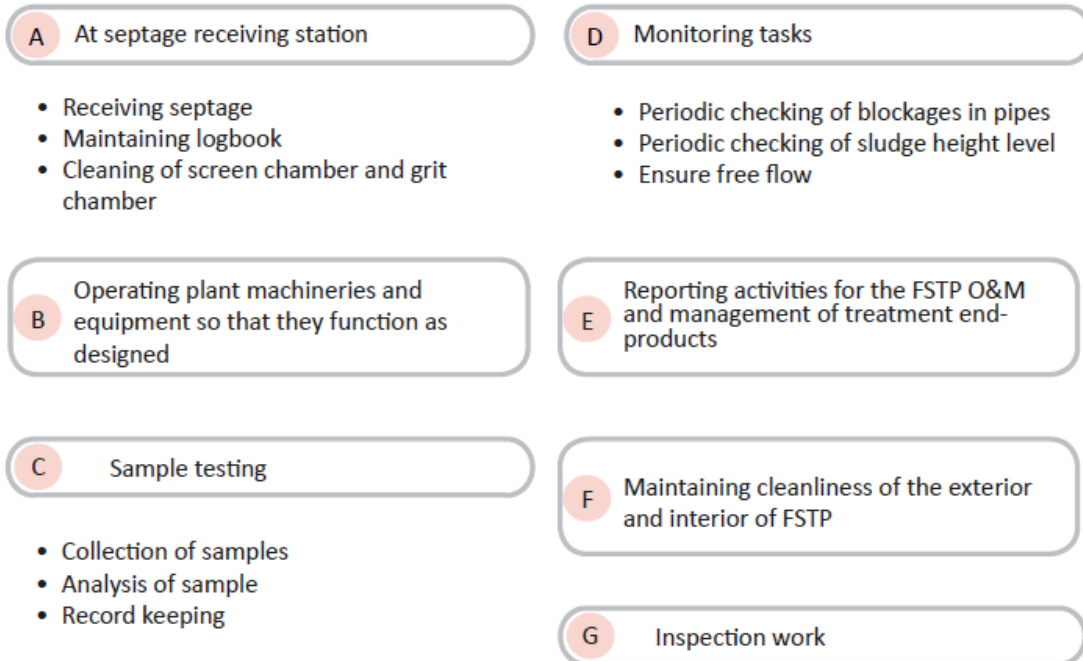 A At septage receiving station
• Receiving septage
• Maintaining logbook
• Cleaning of screen chamber and grit
chamber
B Operating plant machineries and
equipment so that they function as
designed
C Sample testing
• Collection of samples
• Analysis of sample
• Record keeping
D Monitoring tasks
• Periodic checking of blockages in pipes
• Periodic checking of sludge height level
• Ensure free flow
E Reporting activities for the FSTP O&M
and management of treatment end-
products
F Maintaining cleanliness of the exterior
and interior of FSTP
G Inspection work